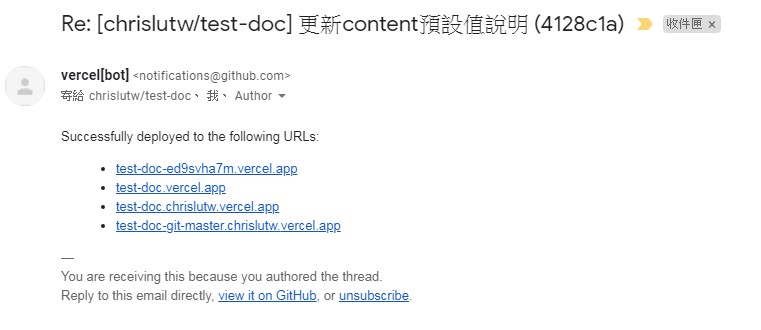 Re: [chrislutw/test-doc] 更新content預設值說明 (4128c1a) 收件匣 ×
vercel[bot] <notifications@github.com>
寄給 chrislutw/test-doc、 我、 Author
Successfully deployed to the following URLs:
• test-doc-ed9svha7m.vercel.app
• test-doc.vercel.app
• test-doc.chrislutw.vercel.app
• test-doc-git-master.chrislutw.vercel.app
—
You are receiving this because you authored the thread.
Reply to this email directly, view it on GitHub, or unsubscribe.